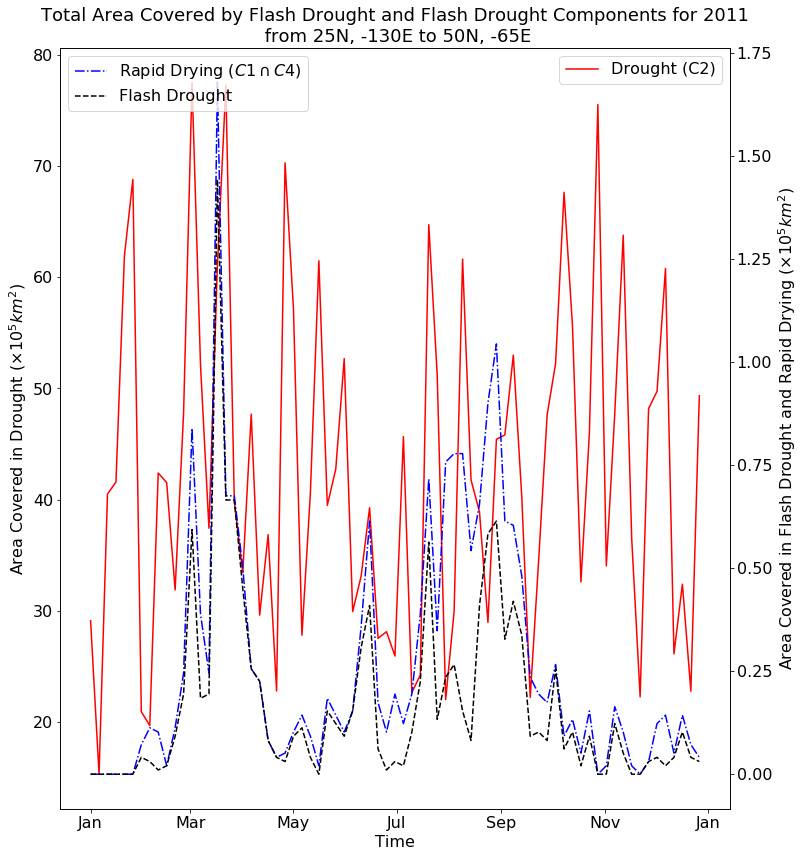 Total Area Covered by Flash Drought and Flash Drought Components for 2011
from 25N, -130E to 50N, -65E
Rapid Drying (C1 ∩ C4)
Flash Drought
Drought (C2)
Area Covered in Drought (×10⁵km²)
80
70
60
50
40
30
20
Area Covered in Flash Drought and Rapid Drying (×10⁵km²)
1.75
1.50
1.25
1.00
0.75
0.50
0.25
0.00
Jan Mar May Jul Sep Nov Jan
Time